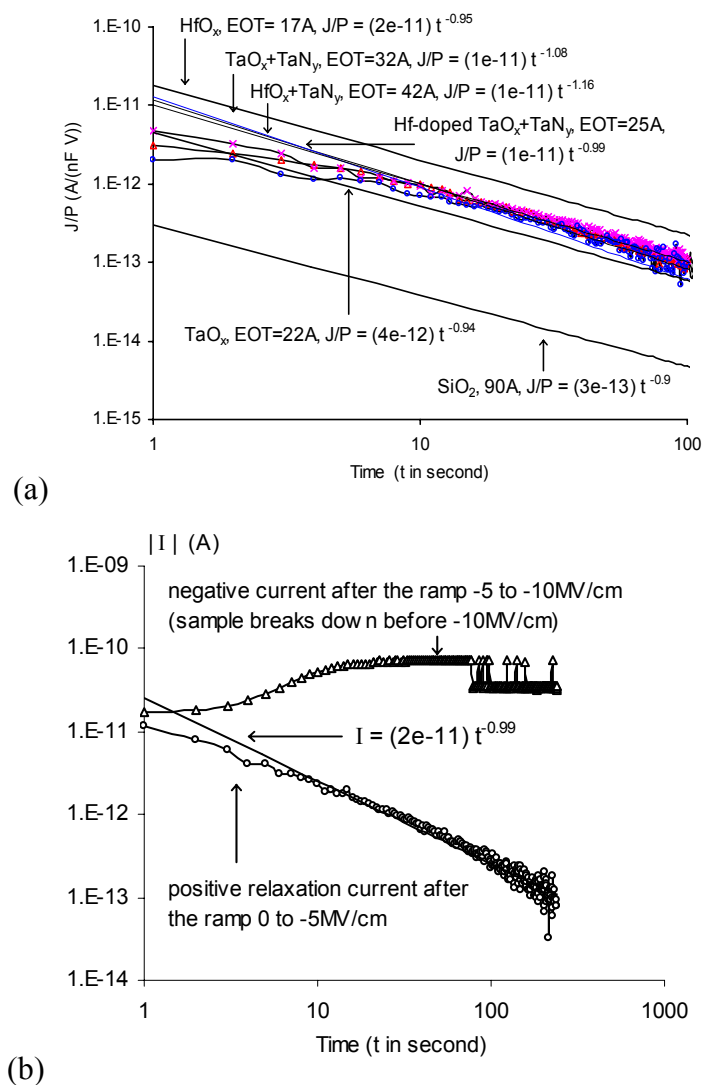 1.E-10
HfOx, EOT= 17A, J/P = (2e-11) t^-0.95
TaOx+TaNy, EOT=32A, J/P = (1e-11) t^-1.08
HfOx+TaNy, EOT= 42A, J/P = (1e-11) t^-1.16
1.E-11
Hf-doped TaOx+TaNy, EOT=25A,
J/P = (1e-11) t^-0.99
1.E-12
J/P (A/(nF V))
1.E-13
TaOx, EOT=22A, J/P = (4e-12) t^-0.94
1.E-14
SiO2, 90A, J/P = (3e-13) t^-0.9
1.E-15
1 10 100
Time (t in second)
(a)
|I| (A)
1.E-09
negative current after the ramp -5 to -10MV/cm
(sample breaks down before -10MV/cm)
1.E-10
I = (2e-11) t^-0.99
1.E-11
1.E-12
positive relaxation current after
the ramp 0 to -5MV/cm
1.E-13
1.E-14
1 10 100 1000
Time (t in second)
(b)